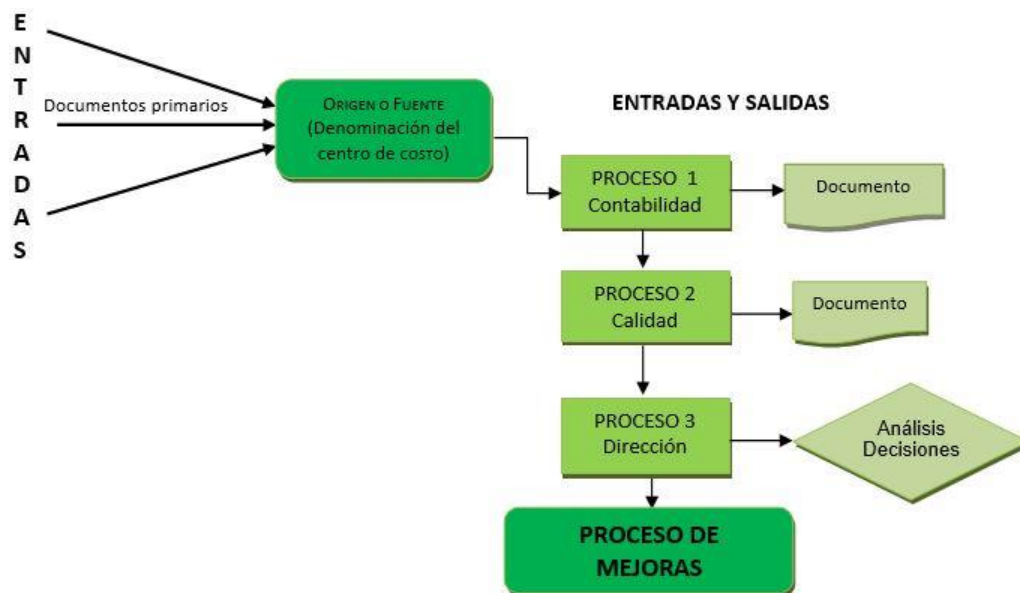 ENTRADAS
Documentos primarios
ORIGEN O FUENTE
(Denominación del
centro de COSTO)
ENTRADAS Y SALIDAS
PROCESO 1
Contabilidad
Documento
PROCESO 2
Calidad
Documento
PROCESO 3
Dirección
Análisis
Decisiones
PROCESO DE
MEJORAS